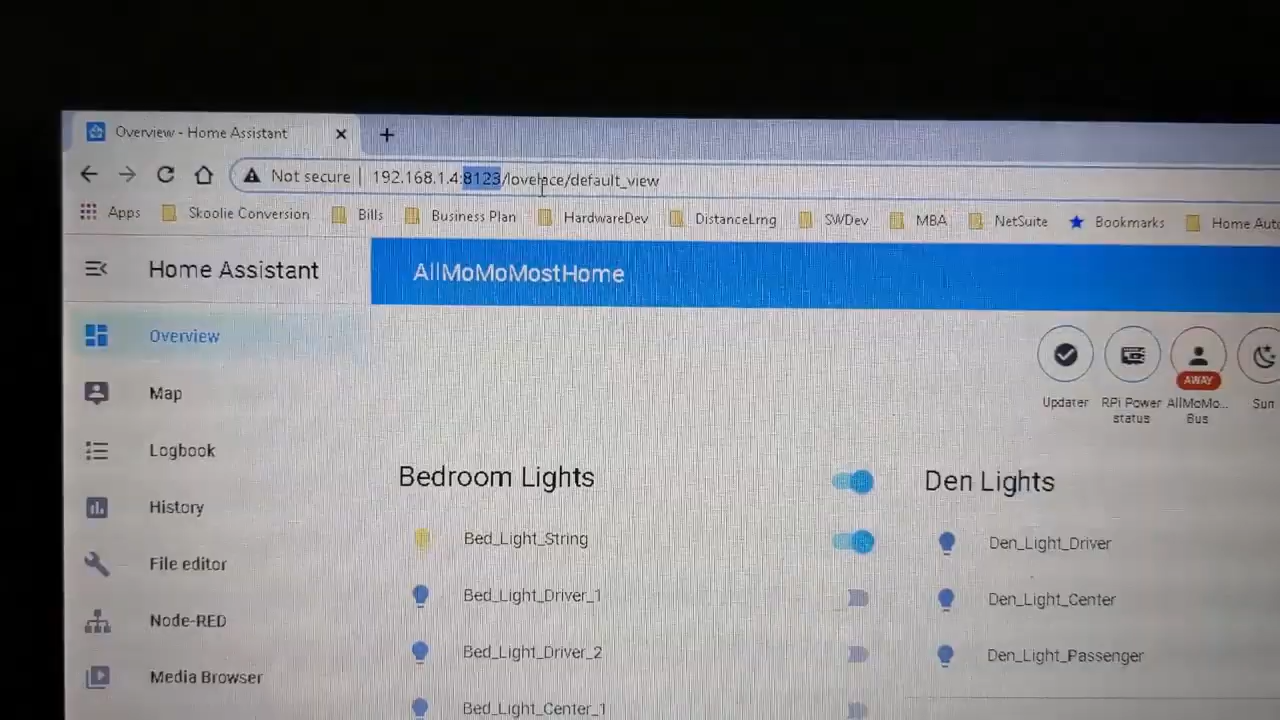 Overview - Home Assistant
Not secure | 192.168.1.4:8123/lovelace/default_view
Apps Skoolie Conversion Bills Business Plan HardwareDev DistanceLrng SWDev MBA NetSuite Bookmarks Home Auto
Home Assistant
AllMoMoMostHome
Overview
Map
Logbook
History
File editor
Node-RED
Media Browser
AWAY
Updater
RPi Power status
AllMoMo... Bus
Sun
Bedroom Lights
Bed_Light_String
Bed_Light_Driver_1
Bed_Light_Driver_2
Bed_Light_Center_1
Den Lights
Den_Light_Driver
Den_Light_Center
Den_Light_Passenger